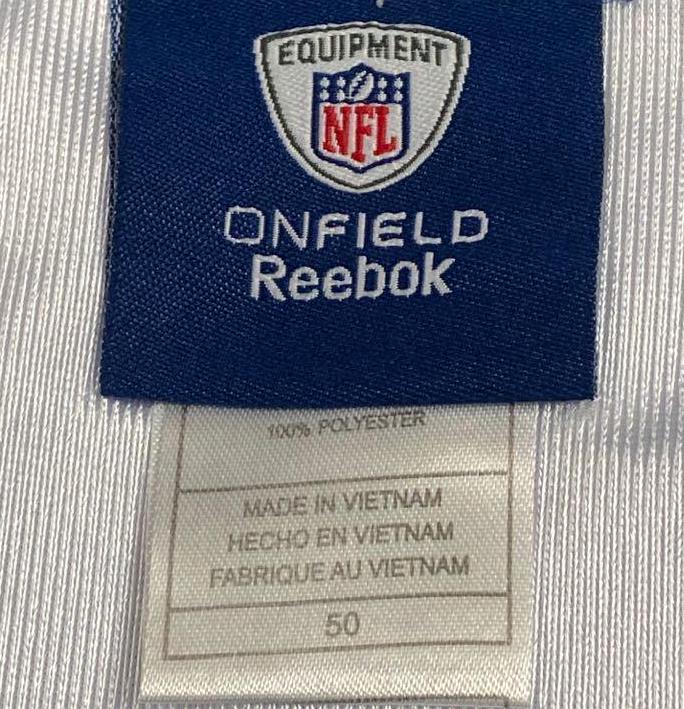 EQUIPMENT
NFL
ONFIELD
Reebok
100% POLYESTER
MADE IN VIETNAM
HECHO EN VIETNAM
FABRIQUE AU VIETNAM
50